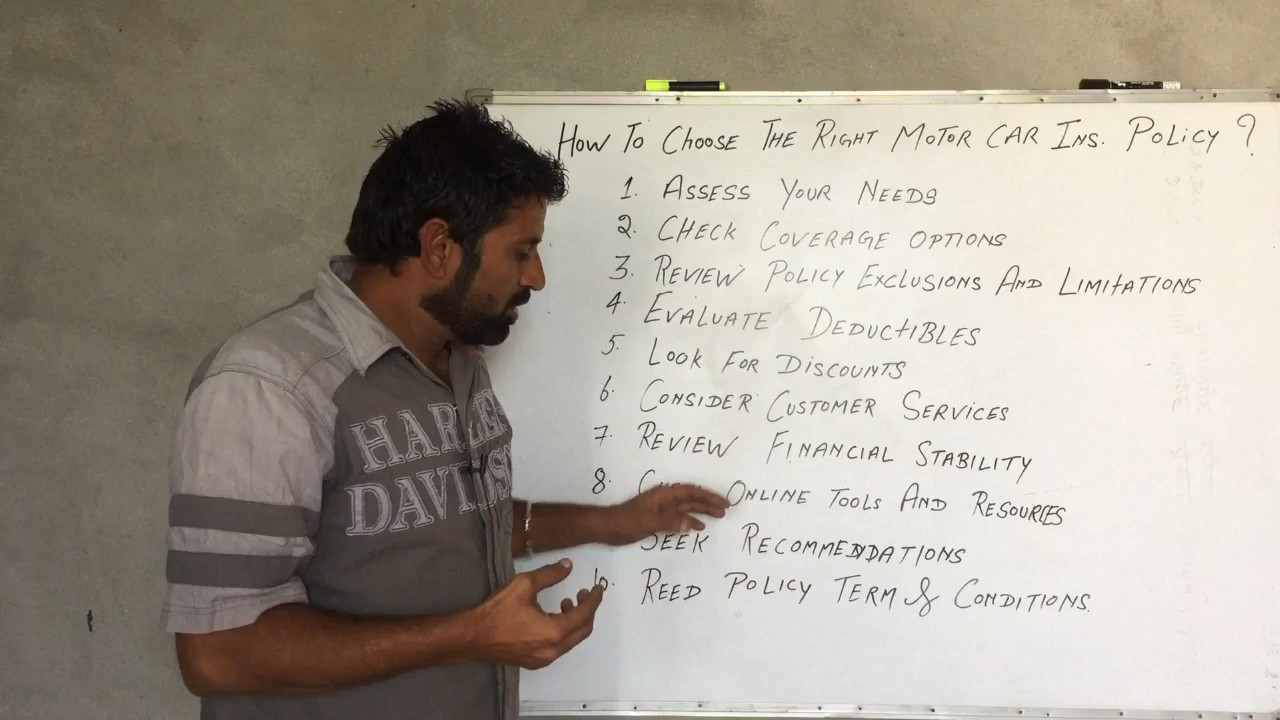 How To Choose The Right Motor Car Ins. Policy ?
1. Assess Your Needs
2. Check Coverage Options
3. Review Policy Exclusions And Limitations
4. Evaluate Deductibles
5. Look For Discounts
6. Consider Customer Services
7. Review Financial Stability
8. Online Tools And Resources
Seek Recommendations
10. Reed Policy Term & Conditions.
HARLEY
DAVIDSON